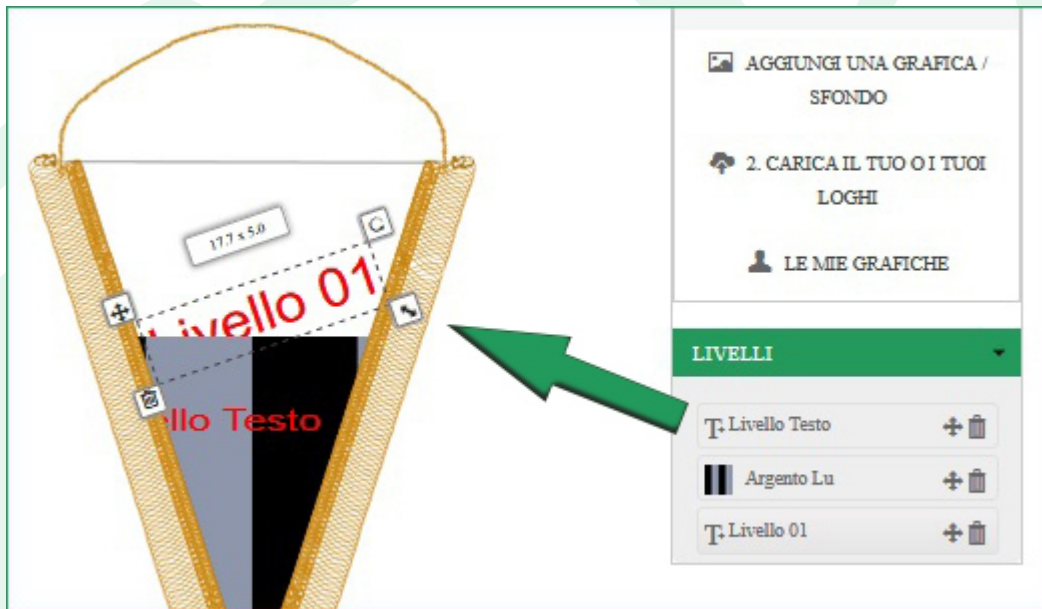 17.7 x 5.0
Livello 01
llo Testo
AGGIUNGI UNA GRAFICA /
SFONDO
2. CARICA IL TUO O I TUOI
LOGHI
LE MIE GRAFICHE
LIVELLI
Livello Testo
Argento Lu
Livello 01